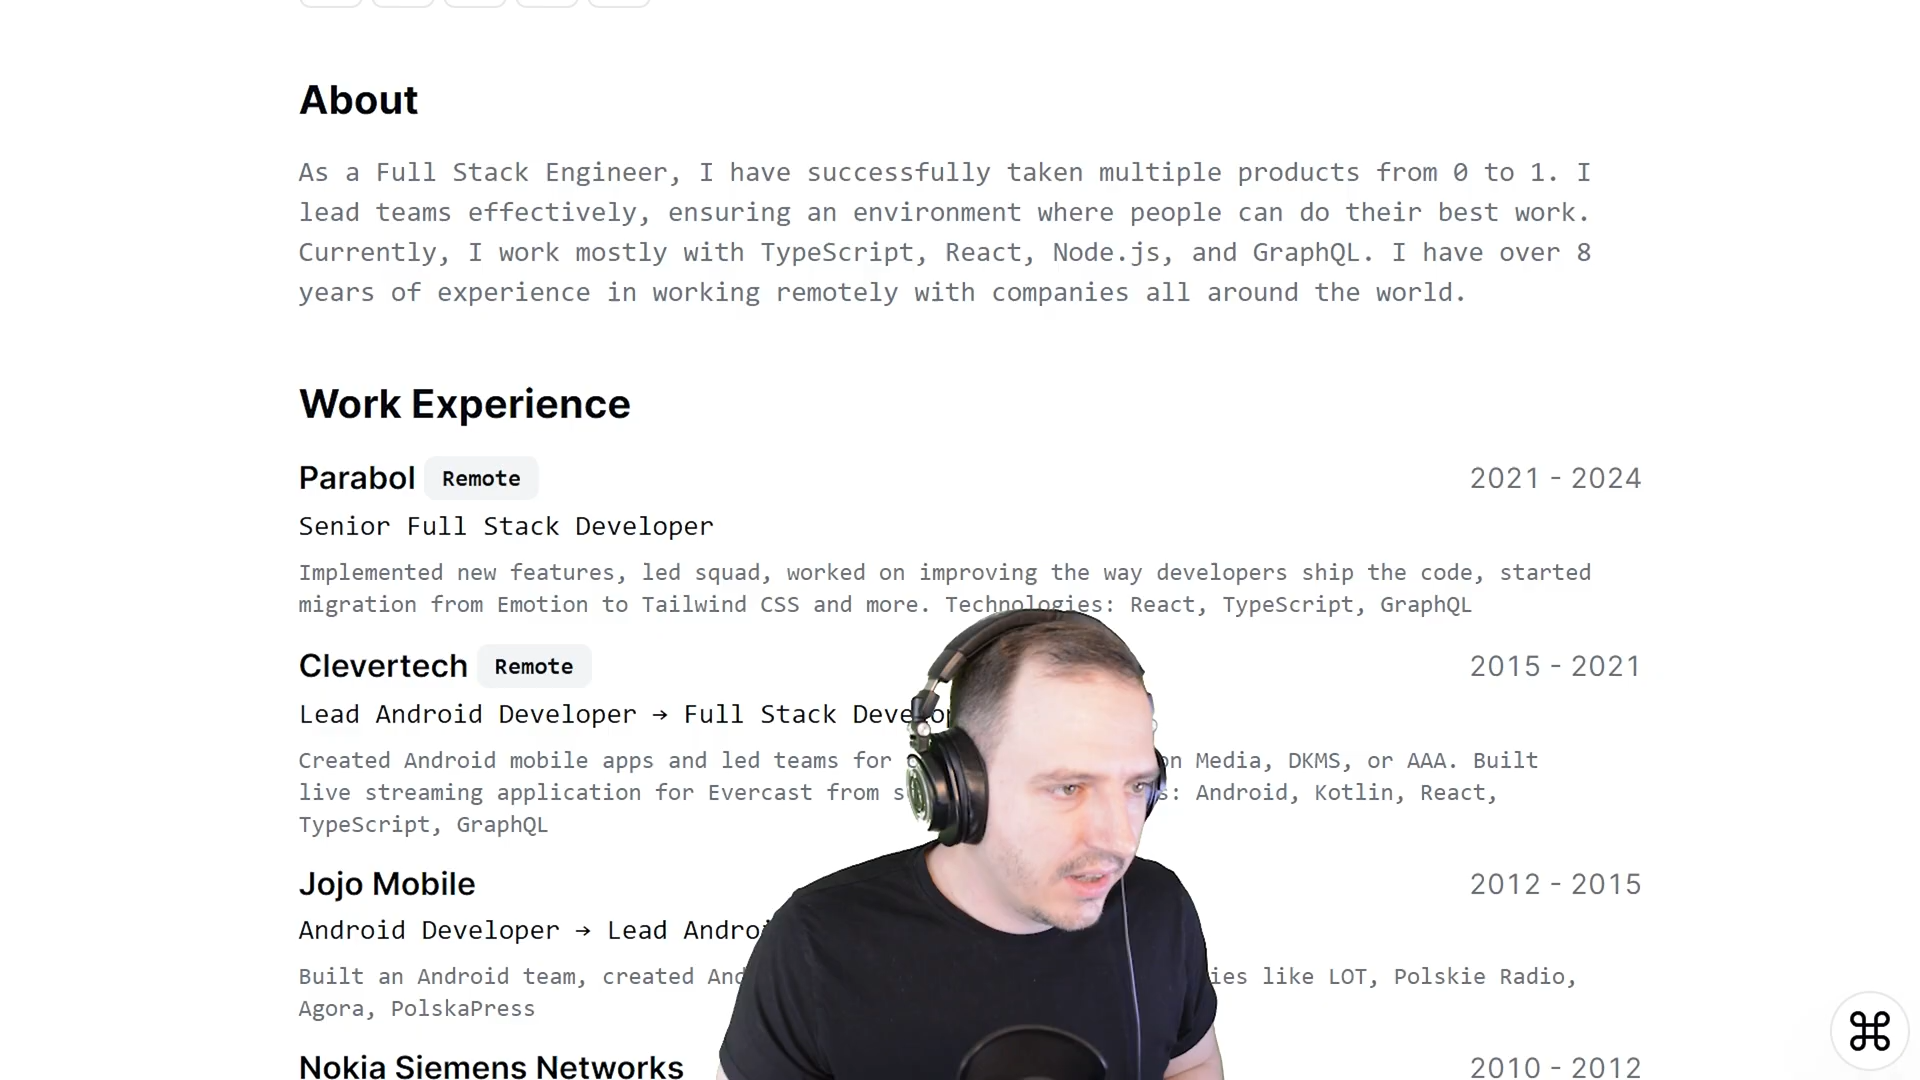 About
As a Full Stack Engineer, I have successfully taken multiple products from 0 to 1. I
lead teams effectively, ensuring an environment where people can do their best work.
Currently, I work mostly with TypeScript, React, Node.js, and GraphQL. I have over 8
years of experience in working remotely with companies all around the world.
Work Experience
Parabol Remote 2021 - 2024
Senior Full Stack Developer
Implemented new features, led squad, worked on improving the way developers ship the code, started
migration from Emotion to Tailwind CSS and more. Technologies: React, TypeScript, GraphQL
Clevertech Remote 2015 - 2021
Lead Android Developer → Full Stack
Created Android mobile apps and led teams for Media, DKMS, or AAA. Built
live streaming application for Evercast from Android, Kotlin, React,
TypeScript, GraphQL
Jojo Mobile 2012 - 2015
Android Developer → Lead
Built an Android team, created like LOT, Polskie Radio,
Agora, PolskaPress
Nokia Siemens Networks 2010 - 2012